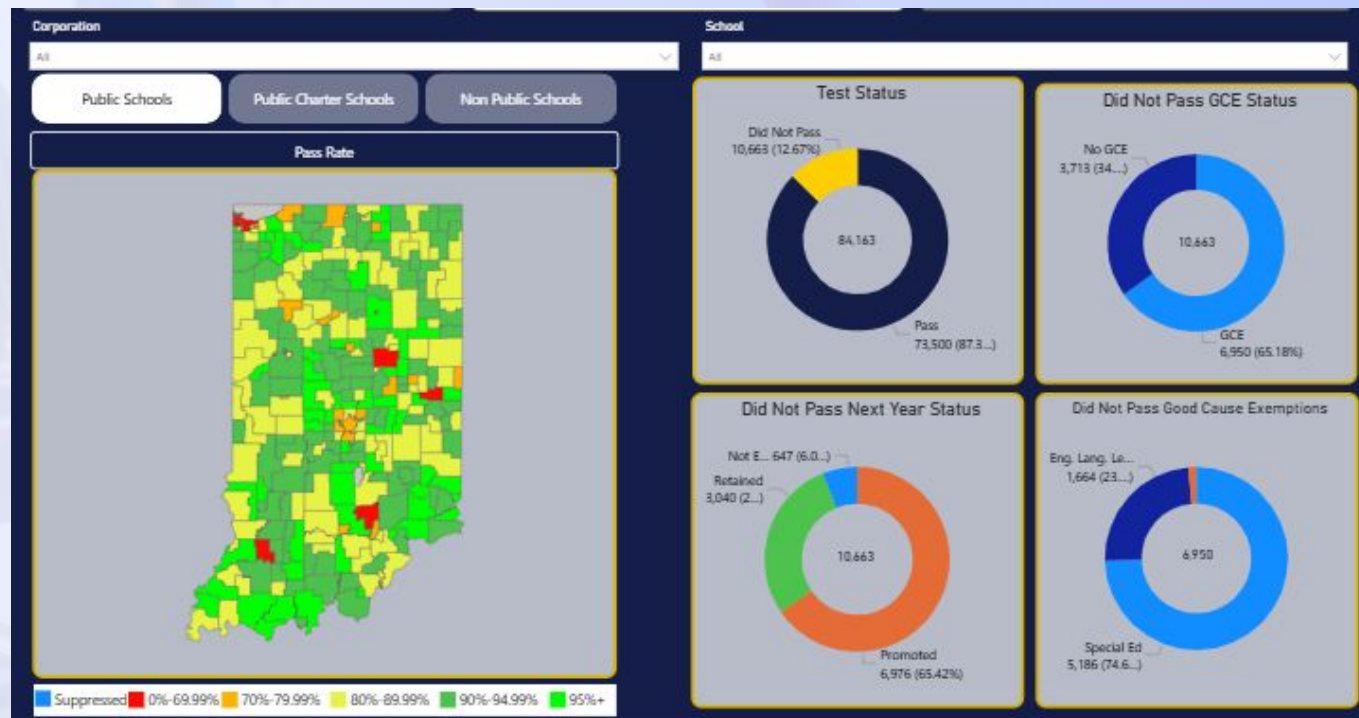 Corporation
All
School
All
Public Schools
Public Charter Schools
Non Public Schools
Pass Rate
Suppressed 0%-69.99% 70%-79.99% 80%-89.99% 90%-94.99% 95%+
Test Status
Did Not Pass
10,663 (12.67%)
84,163
Pass
73,500 (87.3...)
Did Not Pass GCE Status
No GCE
3,713 (34....)
10,663
GCE
6,950 (65.18%)
Did Not Pass Next Year Status
Not E... 647 (6.0...)
Retained
3,040 (2...)
10,663
Promoted
6,976 (65.42%)
Did Not Pass Good Cause Exemptions
Eng. Lang. Le...
1,664 (23....)
6,950
Special Ed
5,186 (74.6...)